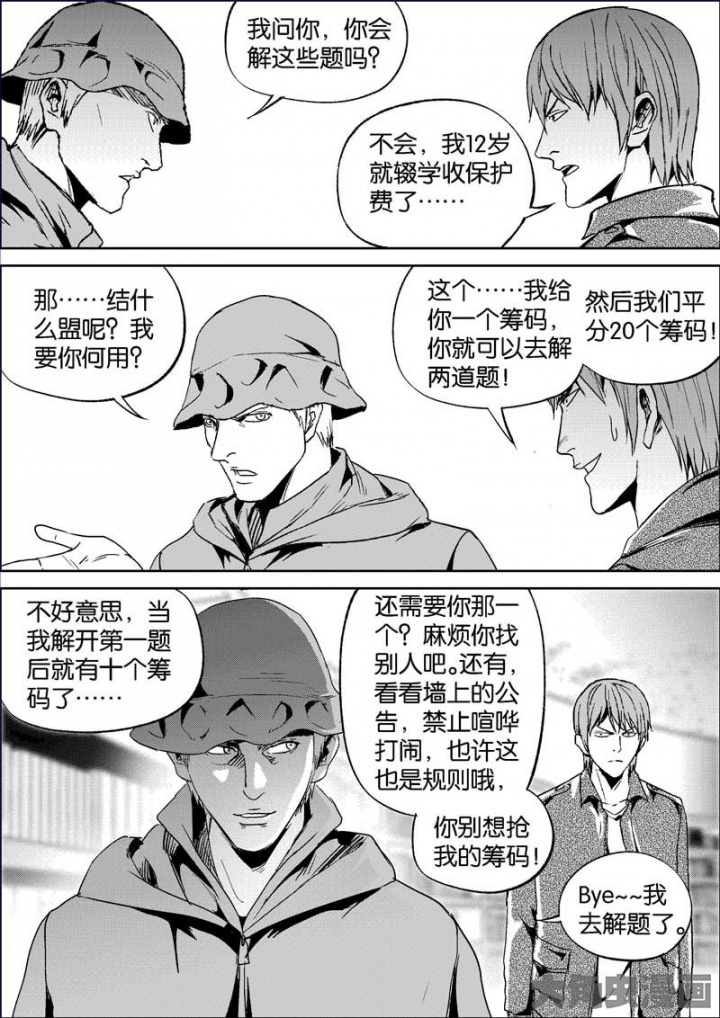 我问你，你会
解这些题吗？
不会，我12岁
就辍学收保护
费了……
那……结什
么盟呢？我
要你何用？
这个……我给
你一个筹码，
你就可以去解
两道题！
然后我们平
分20个筹码！
不好意思，当
我解开第一题
后就有十个筹
码了……
还需要你那一
个？麻烦你找
别人吧。还有，
看看墙上的公
告，禁止喧哗
打闹，也许这
也是规则哦，
你别想抢
我的筹码！
Bye~~我
去解题了。
大角虫漫画